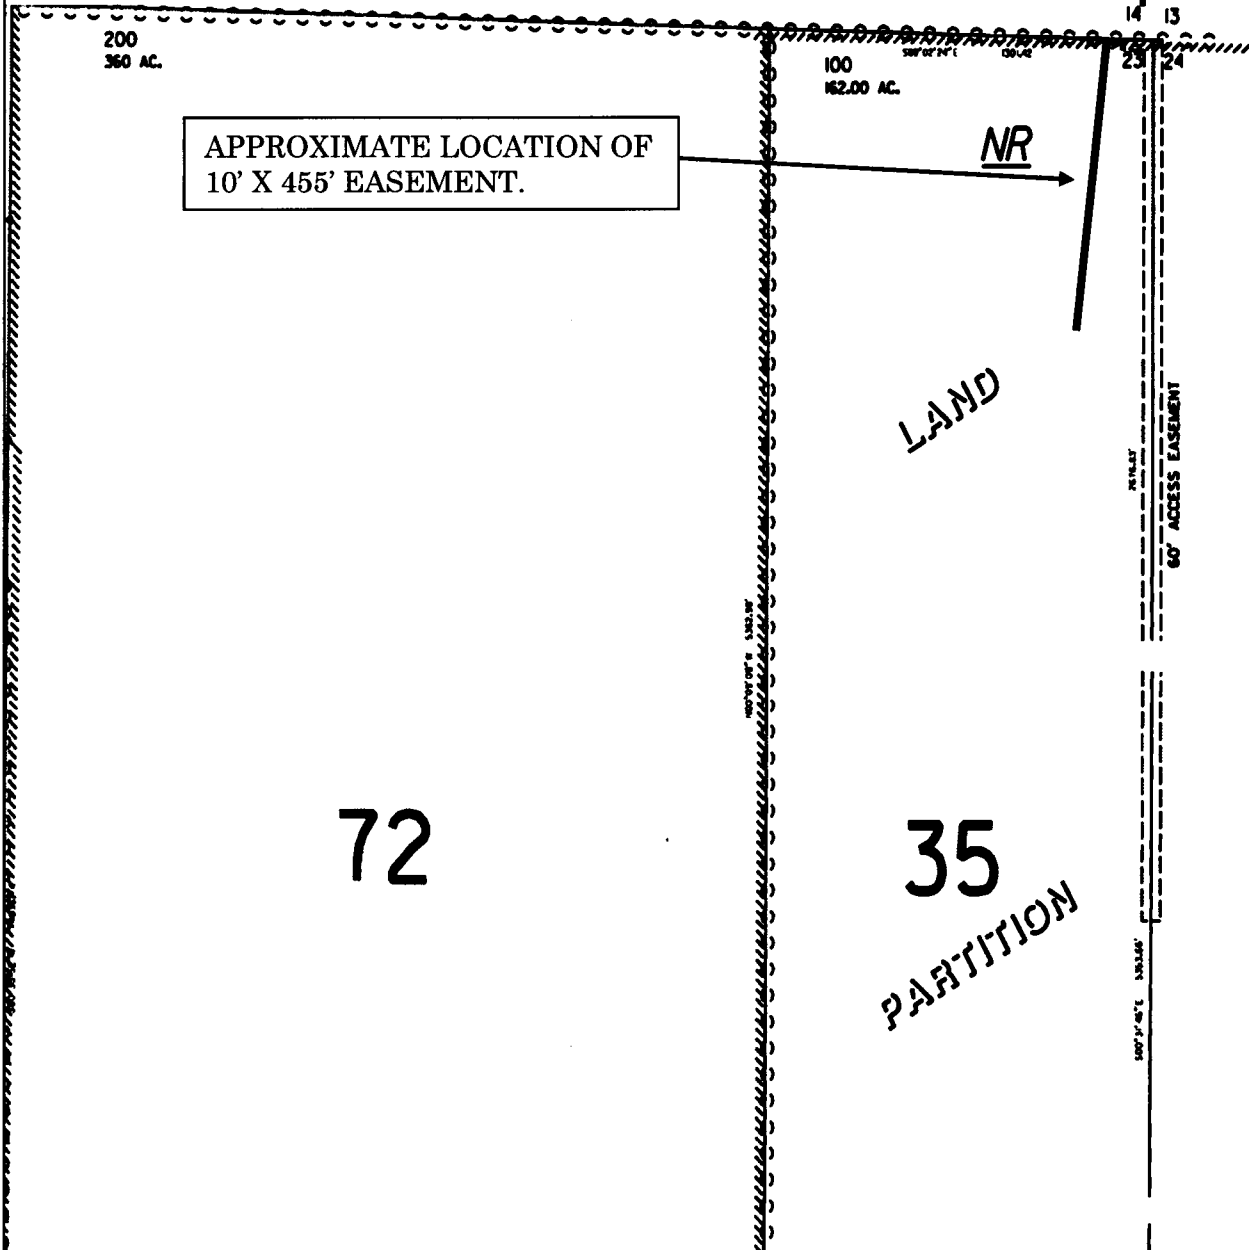 14 13
200
360 AC.
100
162.00 AC.
23 24
APPROXIMATE LOCATION OF
10' X 455' EASEMENT.
NR
LAND
60' ACCESS EASEMENT
72
35
PARTITION